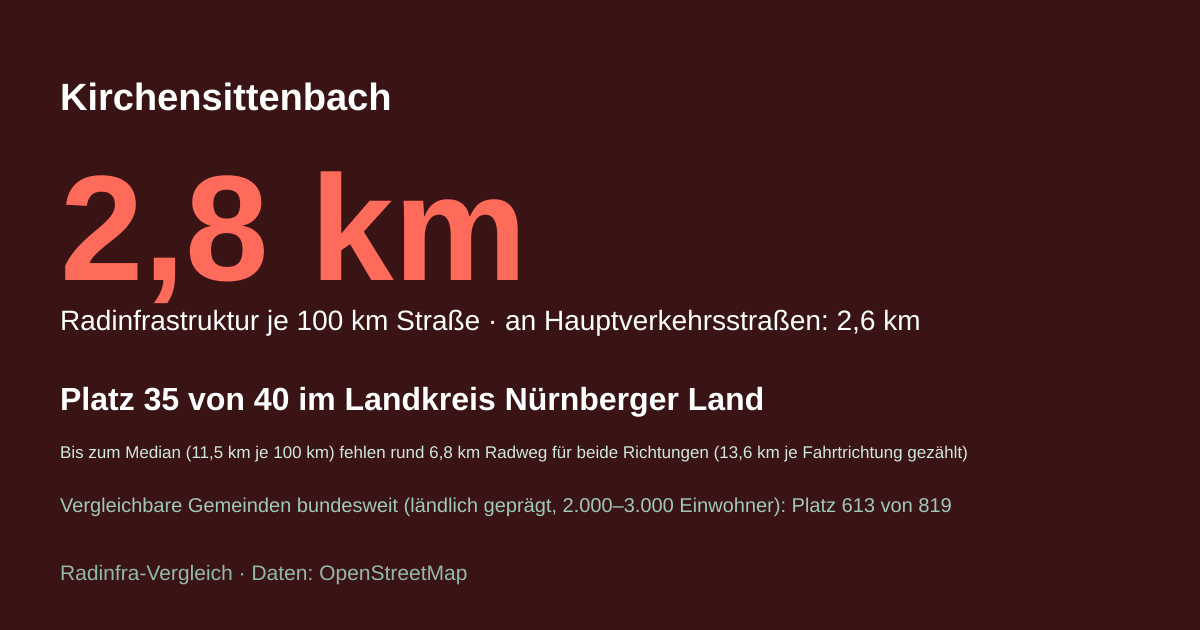 Kirchensittenbach
2,8 km
Radinfrastruktur je 100 km Straße · an Hauptverkehrsstraßen: 2,6 km
Platz 35 von 40 im Landkreis Nürnberger Land
Bis zum Median (11,5 km je 100 km) fehlen rund 6,8 km Radweg für beide Richtungen (13,6 km je Fahrtrichtung gezählt)
Vergleichbare Gemeinden bundesweit (ländlich geprägt, 2.000–3.000 Einwohner): Platz 613 von 819
Radinfra-Vergleich · Daten: OpenStreetMap